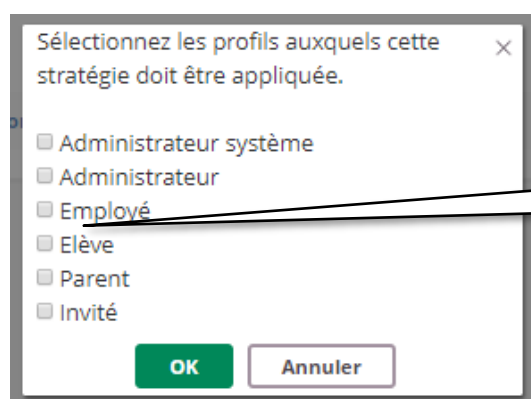 Sélectionnez les profils auxquels cette
stratégie doit être appliquée.
Administrateur système
Administrateur
Employé
Elève
Parent
Invité
OK Annuler